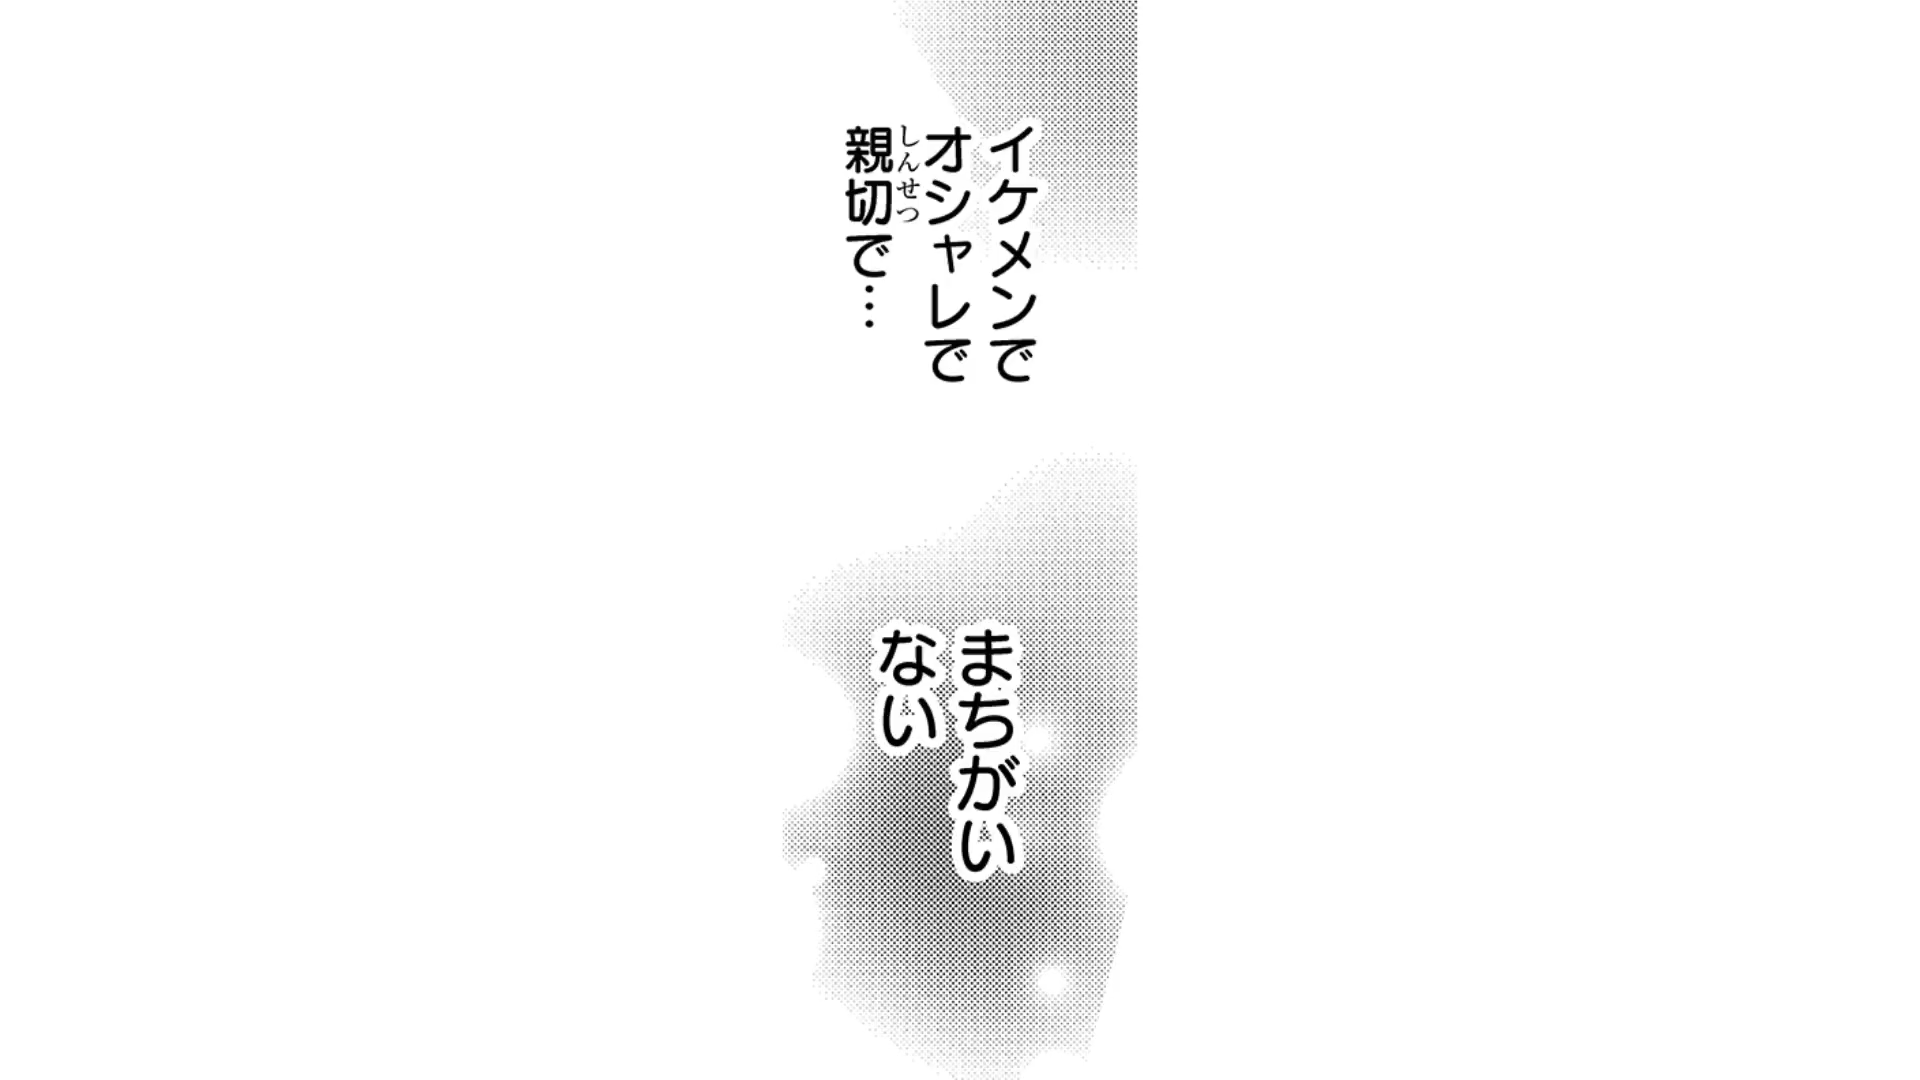 イケメンで
オシャレで
親切で…
しんせつ
まちがい
ない